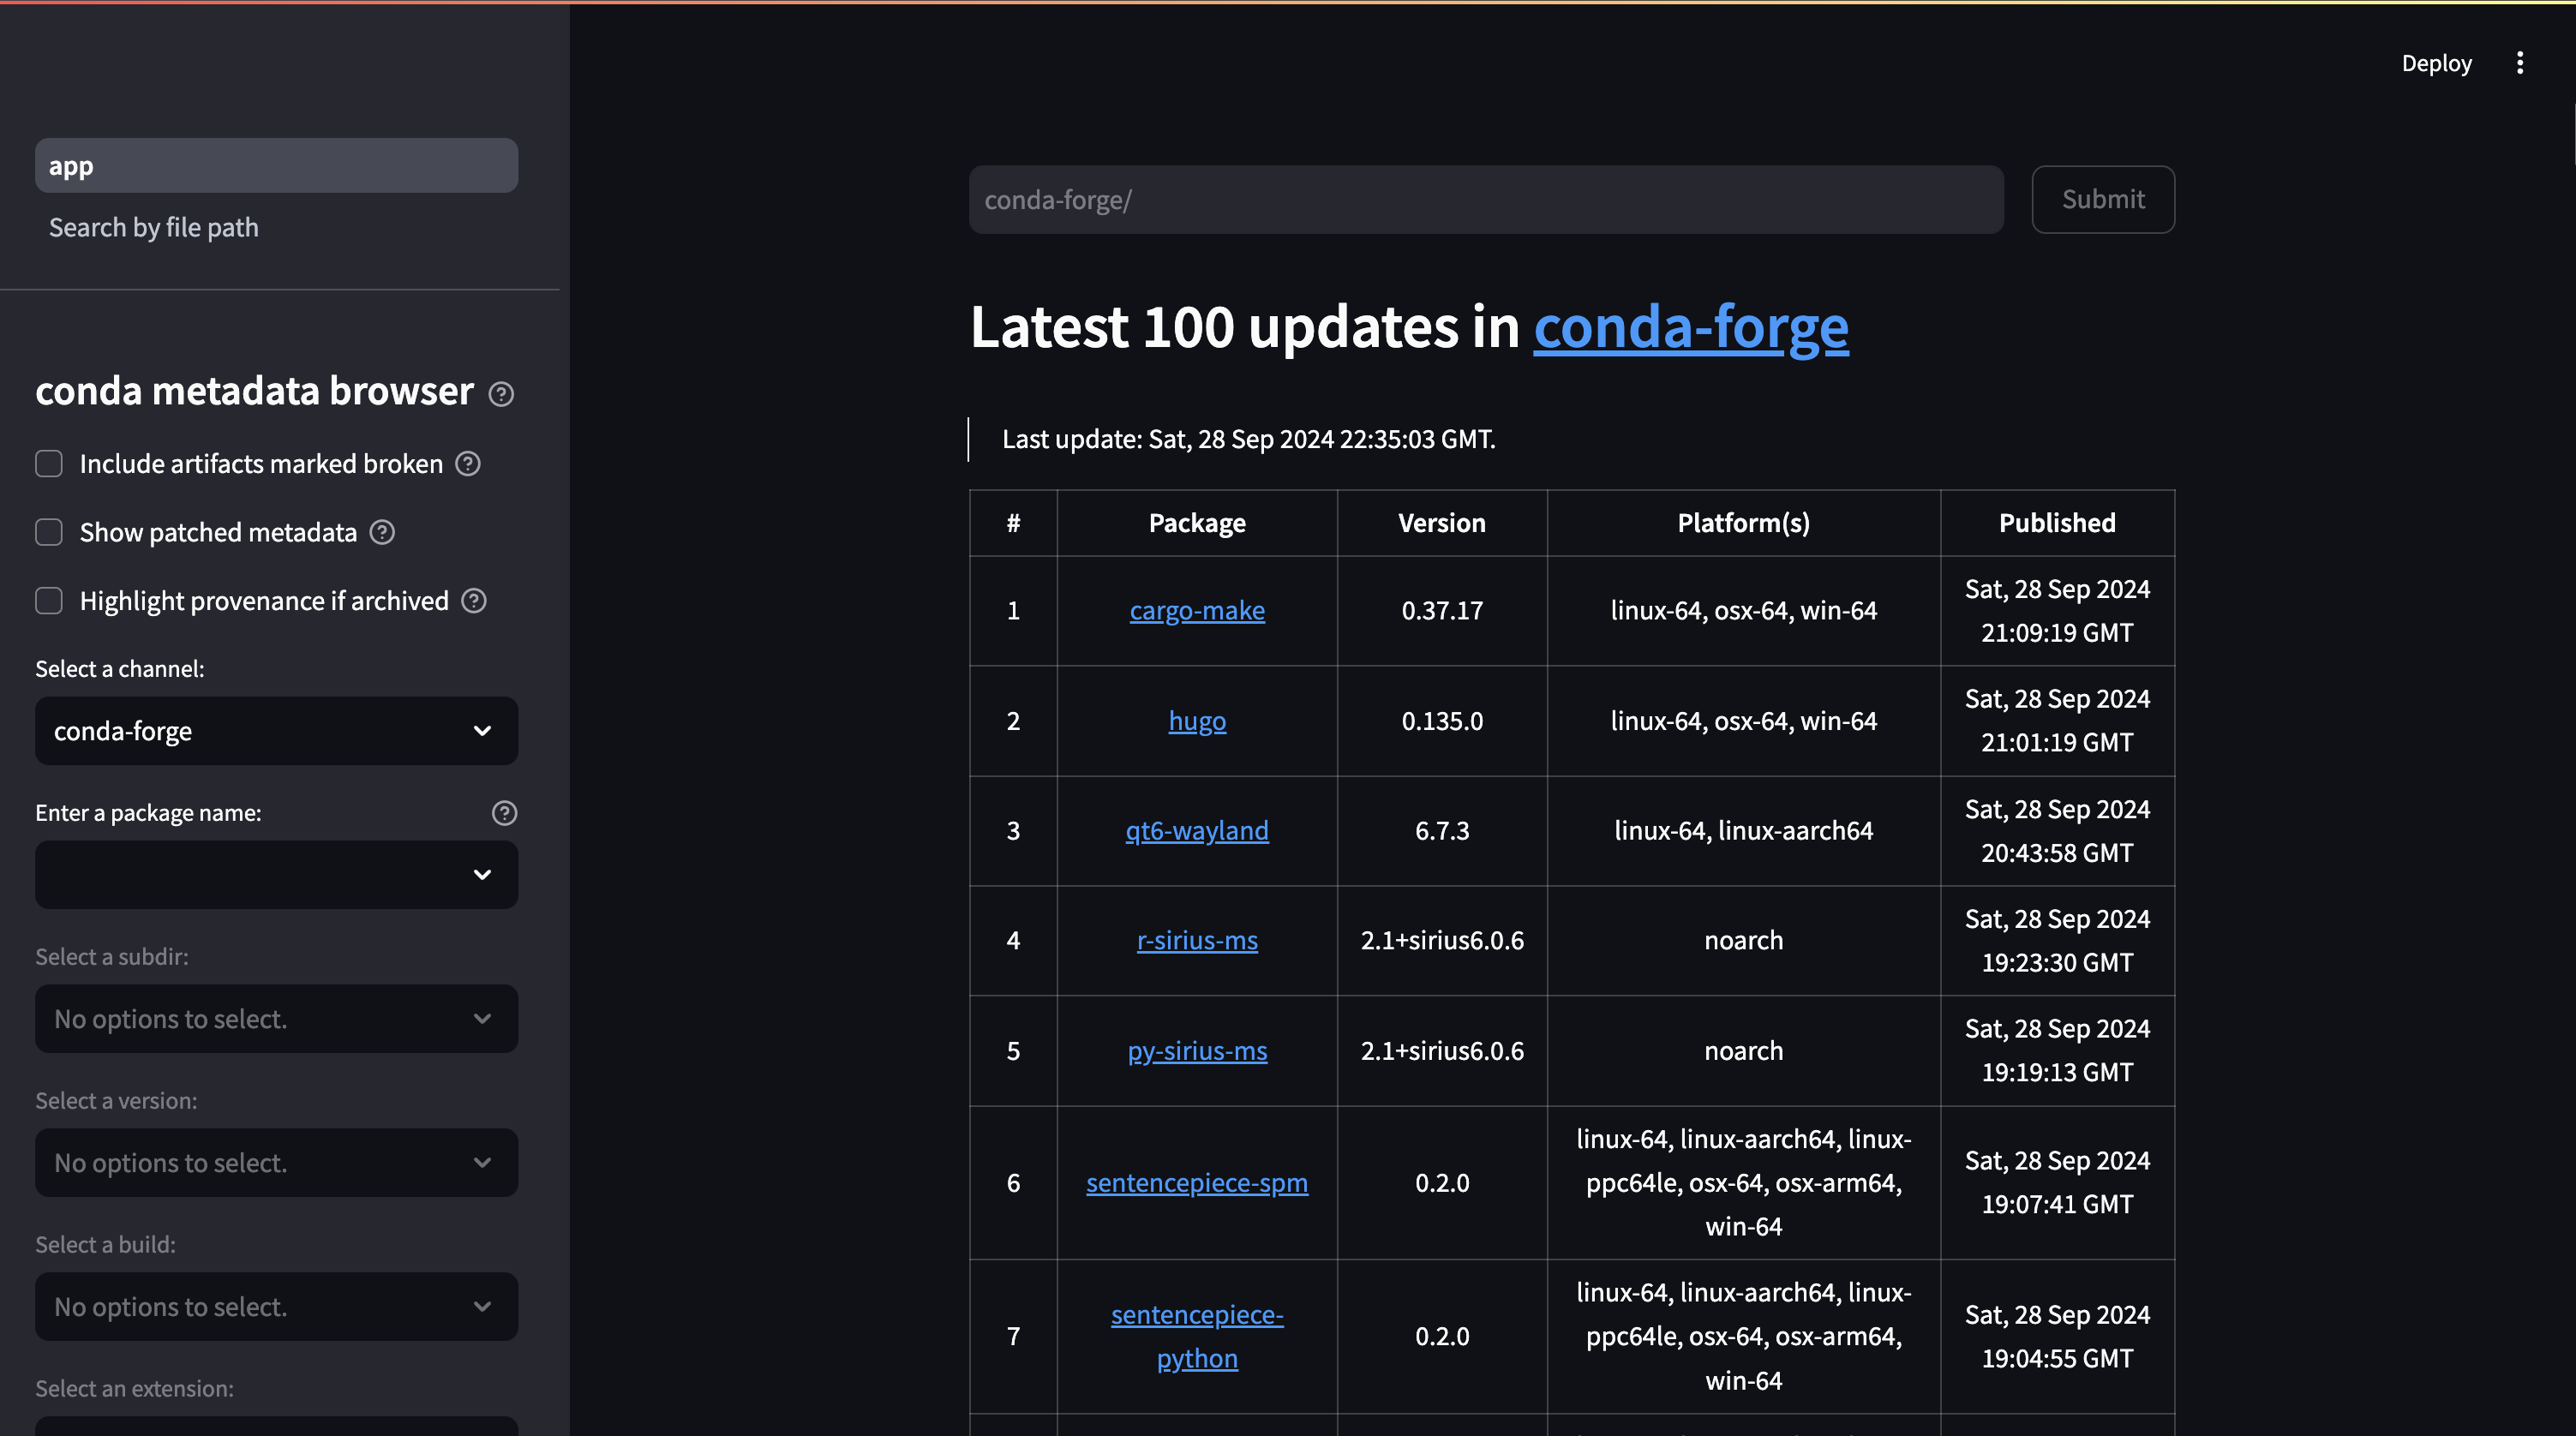 Deploy
app
Search by file path
conda metadata browser
Include artifacts marked broken
Show patched metadata
Highlight provenance if archived
Select a channel:
conda-forge
Enter a package name:
Select a subdir:
No options to select.
Select a version:
No options to select.
Select a build:
No options to select.
Select an extension:
conda-forge/
Submit
Latest 100 updates in conda-forge
Last update: Sat, 28 Sep 2024 22:35:03 GMT.
# Package Version Platform(s) Published
1 cargo-make 0.37.17 linux-64, osx-64, win-64 Sat, 28 Sep 2024
21:09:19 GMT
2 hugo 0.135.0 linux-64, osx-64, win-64 Sat, 28 Sep 2024
21:01:19 GMT
3 qt6-wayland 6.7.3 linux-64, linux-aarch64 Sat, 28 Sep 2024
20:43:58 GMT
4 r-sirius-ms 2.1+sirius6.0.6 noarch Sat, 28 Sep 2024
19:23:30 GMT
5 py-sirius-ms 2.1+sirius6.0.6 noarch Sat, 28 Sep 2024
19:19:13 GMT
6 sentencepiece-spm 0.2.0 linux-64, linux-aarch64, linux-
ppc64le, osx-64, osx-arm64,
win-64 Sat, 28 Sep 2024
19:07:41 GMT
7 sentencepiece-
python 0.2.0 linux-64, linux-aarch64, linux-
ppc64le, osx-64, osx-arm64,
win-64 Sat, 28 Sep 2024
19:04:55 GMT